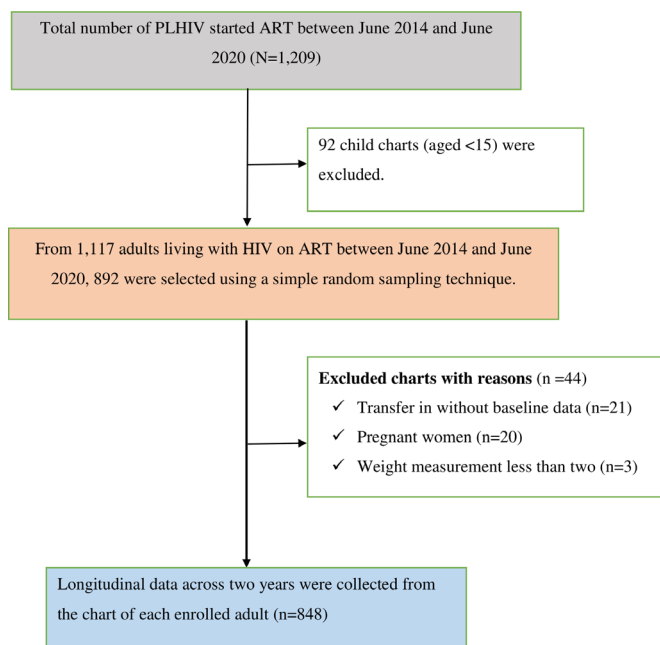 Total number of PLHIV started ART between June 2014 and June
2020 (N=1,209)
92 child charts (aged <15) were
excluded.
From 1,117 adults living with HIV on ART between June 2014 and June
2020, 892 were selected using a simple random sampling technique.
Excluded charts with reasons (n =44)
✓ Transfer in without baseline data (n=21)
✓ Pregnant women (n=20)
✓ Weight measurement less than two (n=3)
Longitudinal data across two years were collected from
the chart of each enrolled adult (n=848)